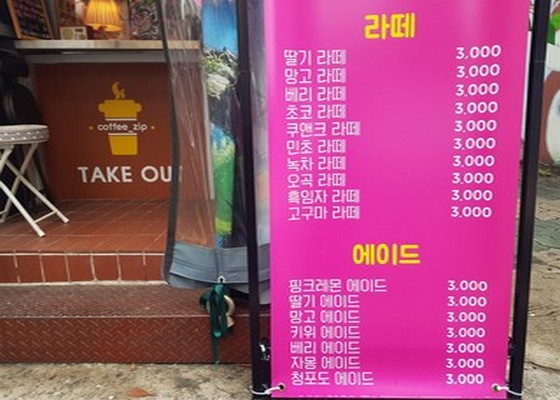 coffee_zip
TAKE OUT
라떼
딸기 라떼 3,000
망고 라떼 3,000
베리 라떼 3,000
초코 라떼 3,000
쿠앤크 라떼 3,000
민초 라떼 3,000
녹차 라떼 3,000
오곡 라떼 3,000
흑임자 라떼 3,000
고구마 라떼 3,000
에이드
핑크레몬 에이드 3,000
딸기 에이드 3,000
망고 에이드 3,000
키위 에이드 3,000
베리 에이드 3,000
자몽 에이드 3,000
청포도 에이드 3,000